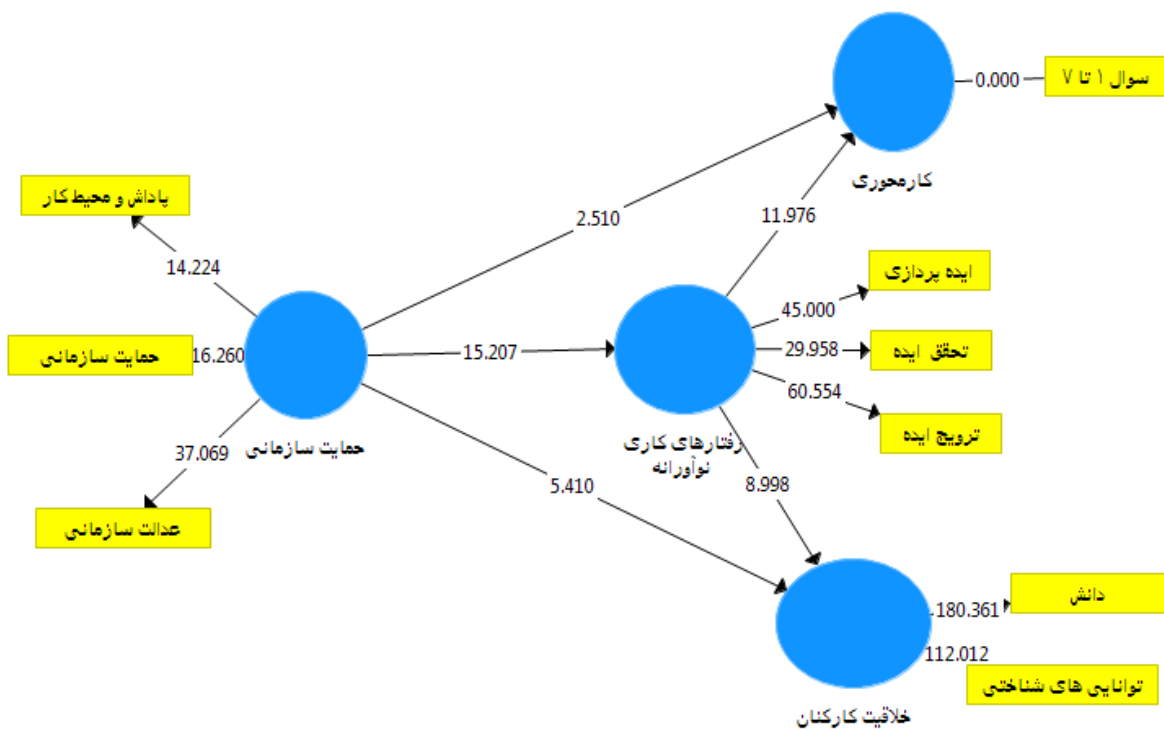 سوال ۱ تا ۷
0.000
کارمحوری
پاداش و محیط کار
2.510
11.976
14.224
ایده پردازی
45.000
حمایت سازمانی
16.260
15.207
29.958
تحقق ایده
60.554
ترویج ایده
حمایت سازمانی
رفتارهای کاری
نوآورانه
37.069
5.410
8.998
عدالت سازمانی
دانش
180.361
112.012
توانایی های شناختی
خلاقیت کارکنان